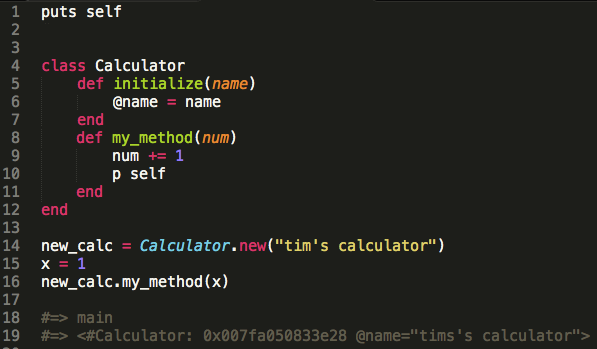 1 puts self
2
3
4 class Calculator
5     def initialize(name)
6         @name = name
7     end
8     def my_method(num)
9         num += 1
10         p self
11     end
12 end
13
14 new_calc = Calculator.new("tim's calculator")
15 x = 1
16 new_calc.my_method(x)
17
18 #=> main
19 #=> <#Calculator: 0x007fa050833e28 @name="tims's calculator">